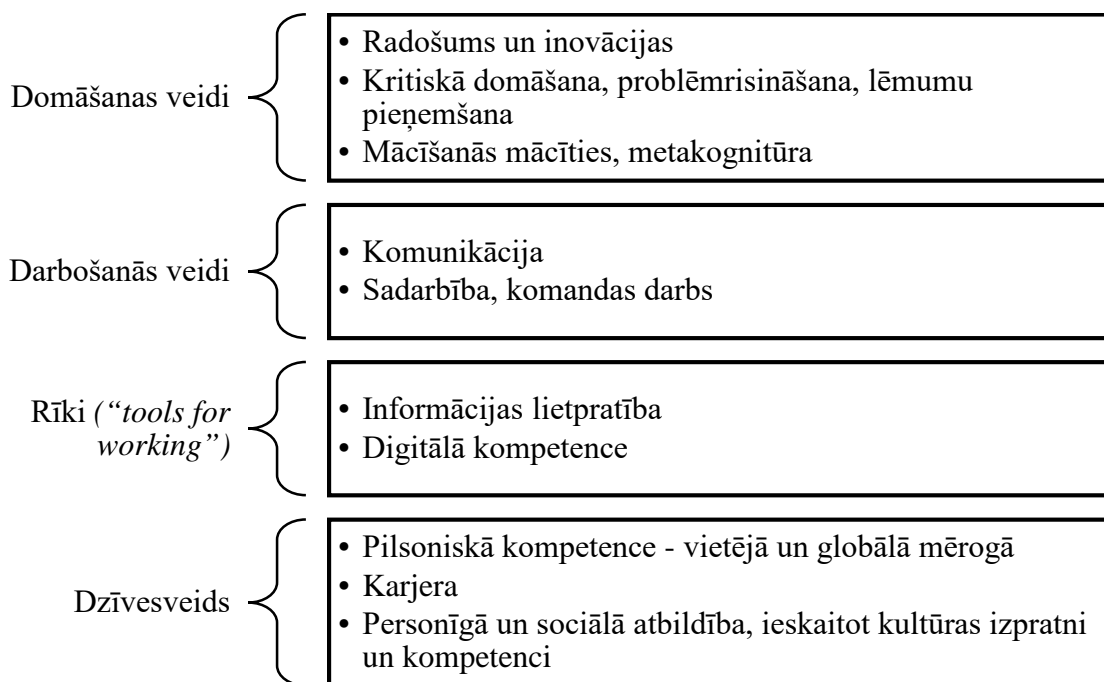 Domāšanas veidi
• Radošums un inovācijas
• Kritiskā domāšana, problēmrisināšana, lēmumu
pieņemšana
• Mācīšanās mācīties, metakognitūra
Darbošanās veidi
• Komunikācija
• Sadarbība, komandas darbs
Rīki (“tools for
working”)
• Informācijas lietpratība
• Digitālā kompetence
Dzīvesveids
• Pilsoniskā kompetence - vietējā un globālā mērogā
• Karjera
• Personīgā un sociālā atbildība, ieskaitot kultūras izpratni
un kompetenci